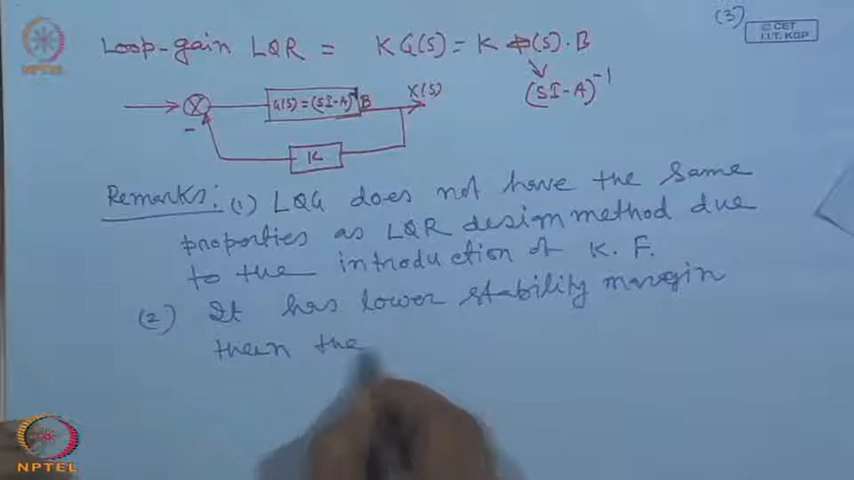 (3)
© CET
I.I.T. KGP
Loop-gain LQR = K G(S) = K Φ(S) · B
(SI-A)⁻¹
X(S)
G(S) = (SI-A)⁻¹ B
-
K
Remarks: (1) LQG does not have the same
properties as LQR design method due
to the introduction of K. F.
(2) It has lower stability margin
then the
NPTEL
NPTEL